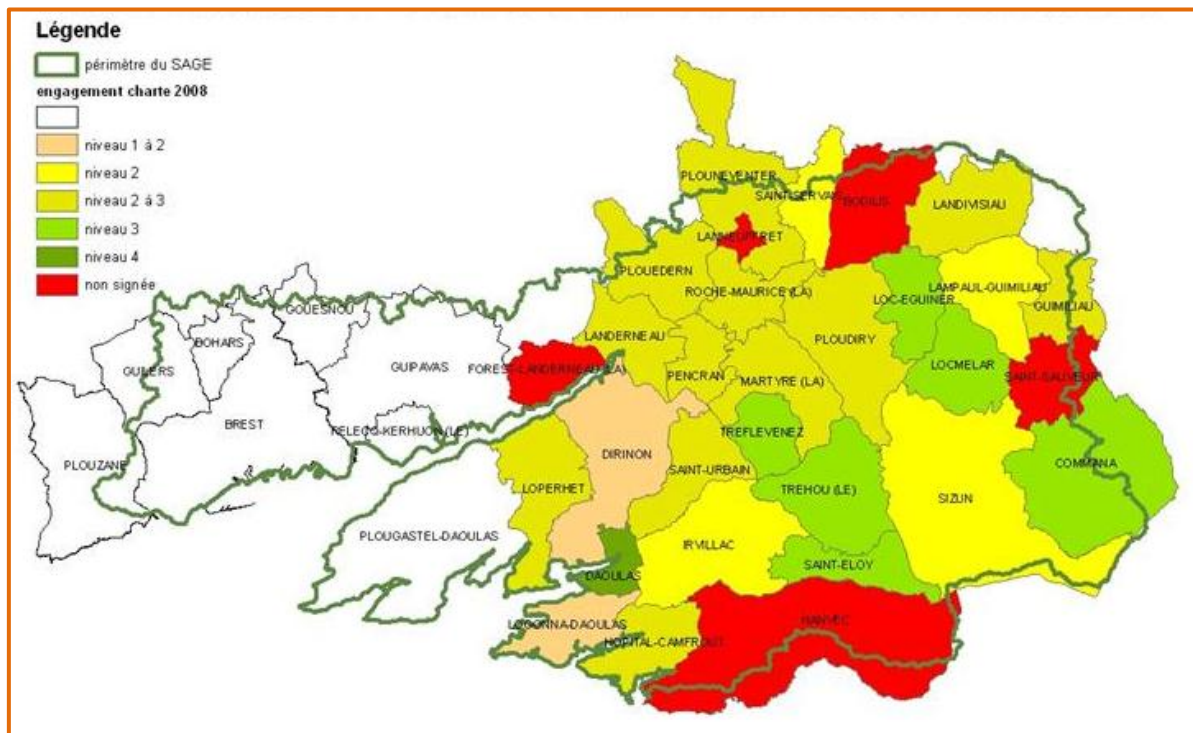 Légende
périmètre du SAGE
engagement charte 2008
niveau 1 à 2
niveau 2
niveau 2 à 3
niveau 3
niveau 4
non signée
PLOUNEVENTER
SAINT-SERVAIS
BODILIS
LANDIVISIAU
LANNEUFFRET
PLOUEDERN
ROCHE-MAURICE (LA)
LOC-EGUINER
LAMPAUL-GUIMILIAU
GUIMILIAU
GOUESNOU
BOHARS
GUILERS
GUIPAVAS
LANDERNEAU
PLOUDIRY
FOREST-LANDERNEAU (LA)
PENCRAN
MARTYRE (LA)
LOCMELAR
SAINT-SAUVEUR
BREST
RELECQ-KERHUON (LE)
TREFLEVENEZ
PLOUZANE
DIRINON
SAINT-URBAIN
COMMANA
LOPERHET
TREHOU (LE)
SIZUN
PLOUGASTEL-DAOULAS
IRVILLAC
SAINT-ELOY
DAOULAS
LOGONNA-DAOULAS
HANVEC
HOPITAL-CAMFROUT